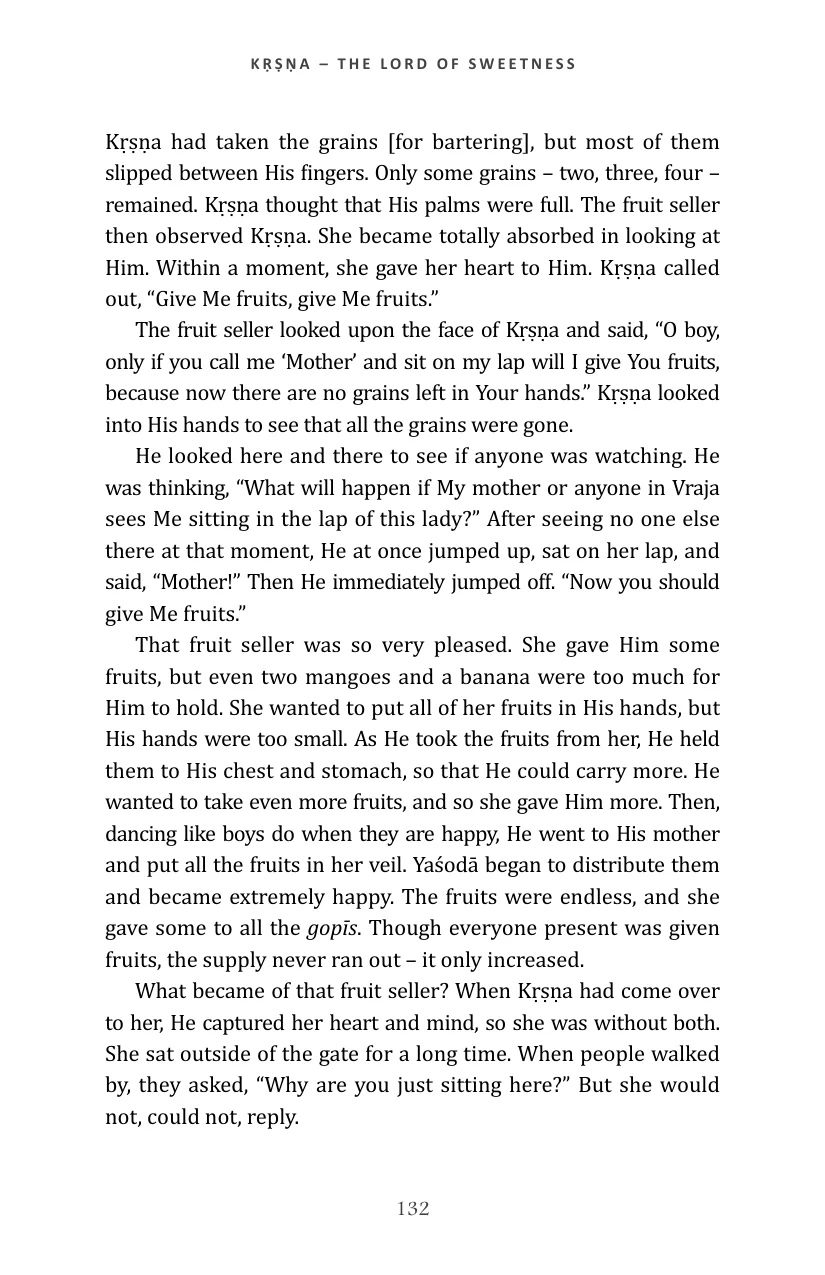 KṚṢṆA – THE LORD OF SWEETNESS
Kṛṣṇa had taken the grains [for bartering], but most of them
slipped between His fingers. Only some grains – two, three, four –
remained. Kṛṣṇa thought that His palms were full. The fruit seller
then observed Kṛṣṇa. She became totally absorbed in looking at
Him. Within a moment, she gave her heart to Him. Kṛṣṇa called
out, “Give Me fruits, give Me fruits.”
The fruit seller looked upon the face of Kṛṣṇa and said, “O boy,
only if you call me ‘Mother’ and sit on my lap will I give You fruits,
because now there are no grains left in Your hands.” Kṛṣṇa looked
into His hands to see that all the grains were gone.
He looked here and there to see if anyone was watching. He
was thinking, “What will happen if My mother or anyone in Vraja
sees Me sitting in the lap of this lady?” After seeing no one else
there at that moment, He at once jumped up, sat on her lap, and
said, “Mother!” Then He immediately jumped off. “Now you should
give Me fruits.”
That fruit seller was so very pleased. She gave Him some
fruits, but even two mangoes and a banana were too much for
Him to hold. She wanted to put all of her fruits in His hands, but
His hands were too small. As He took the fruits from her, He held
them to His chest and stomach, so that He could carry more. He
wanted to take even more fruits, and so she gave Him more. Then,
dancing like boys do when they are happy, He went to His mother
and put all the fruits in her veil. Yaśodā began to distribute them
and became extremely happy. The fruits were endless, and she
gave some to all the gopīs. Though everyone present was given
fruits, the supply never ran out – it only increased.
What became of that fruit seller? When Kṛṣṇa had come over
to her, He captured her heart and mind, so she was without both.
She sat outside of the gate for a long time. When people walked
by, they asked, “Why are you just sitting here?” But she would
not, could not, reply.
132